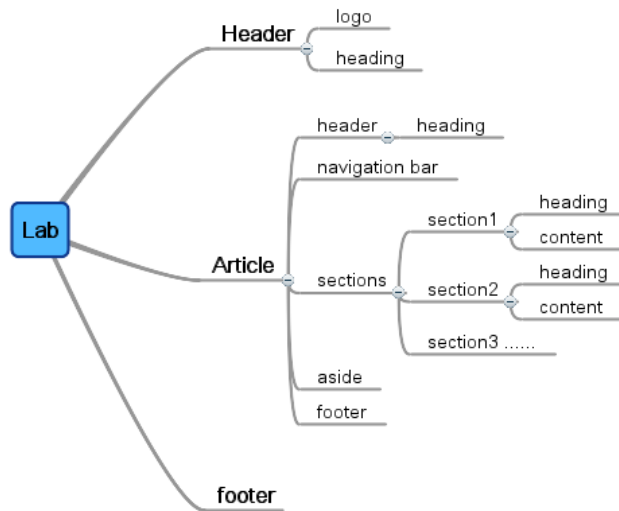 Lab
Header
logo
heading
Article
header
heading
navigation bar
sections
section1
heading
content
section2
heading
content
section3 ......
aside
footer
footer